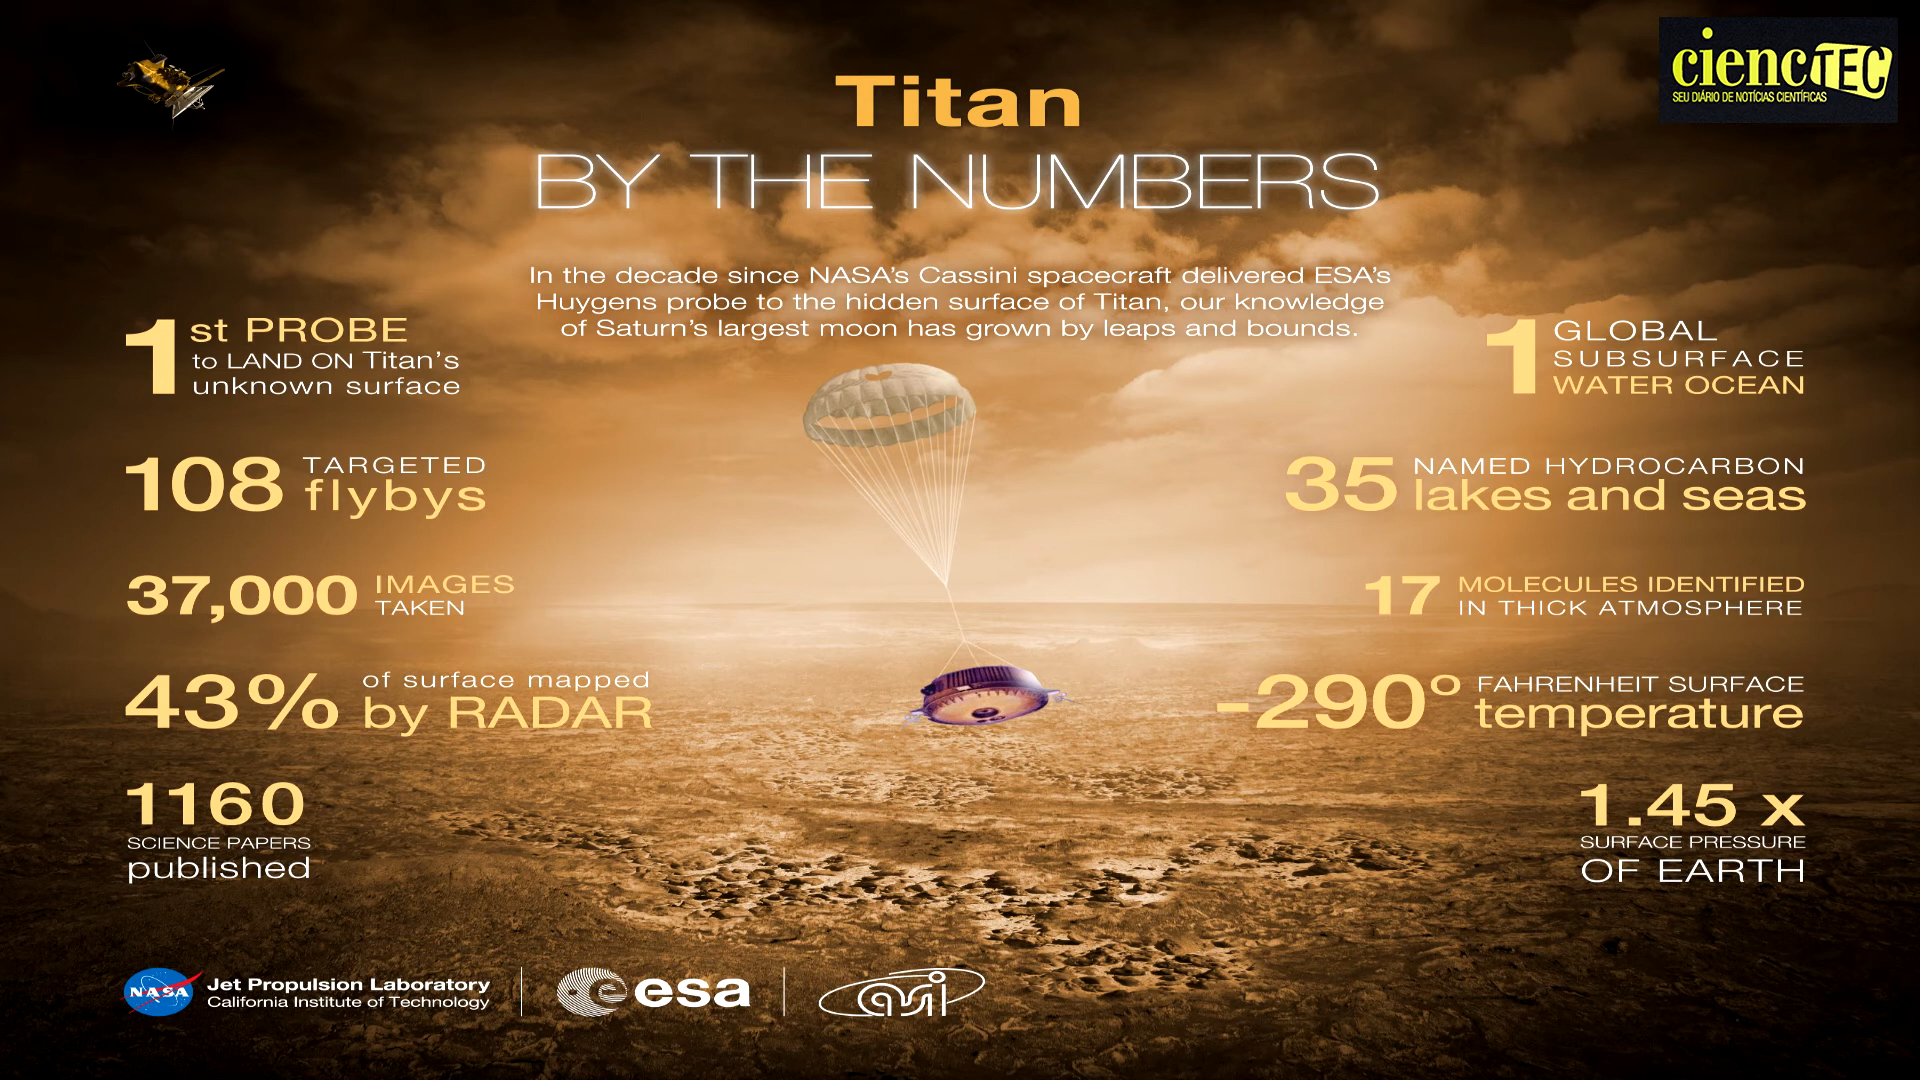 ciencTEC
SEU DIÁRIO DE NOTÍCIAS CIENTÍFICAS
Titan
BY THE NUMBERS
In the decade since NASA's Cassini spacecraft delivered ESA's
Huygens probe to the hidden surface of Titan, our knowledge
of Saturn's largest moon has grown by leaps and bounds.
1st PROBE
to LAND ON Titan's
unknown surface
108 TARGETED
flybys
37,000 IMAGES
TAKEN
43% of surface mapped
by RADAR
1160
SCIENCE PAPERS
published
1 GLOBAL
SUBSURFACE
WATER OCEAN
35 NAMED HYDROCARBON
lakes and seas
17 MOLECULES IDENTIFIED
IN THICK ATMOSPHERE
-290° FAHRENHEIT SURFACE
temperature
1.45 x
SURFACE PRESSURE
OF EARTH
NASA
Jet Propulsion Laboratory
California Institute of Technology
esa
asi